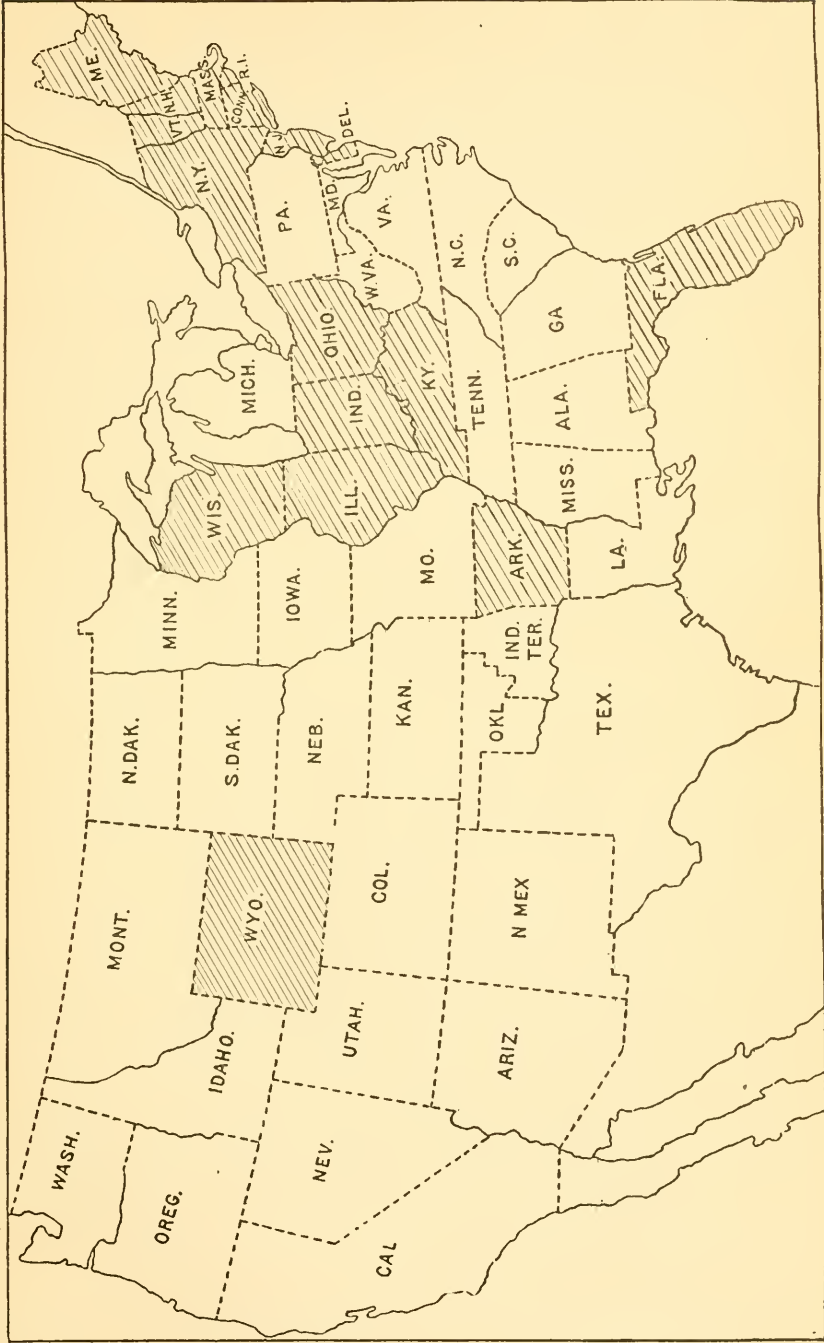 WASH.
OREG.
CAL
NEV.
IDAHO.
MONT.
WYO.
UTAH.
ARIZ.
COL.
N MEX
N.DAK.
S.DAK.
NEB.
KAN.
OKL
IND.
TER.
TEX.
MINN.
IOWA.
MO.
ARK.
LA.
WIS.
ILL.
MICH.
IND.
OHIO.
KY.
TENN.
MISS.
ALA.
GA
FLA.
S.C.
N.C.
VA.
W.VA.
MD.
DEL.
PA.
N.J.
N.Y.
CONN.
R.I.
MASS.
VT.
N.H.
ME.